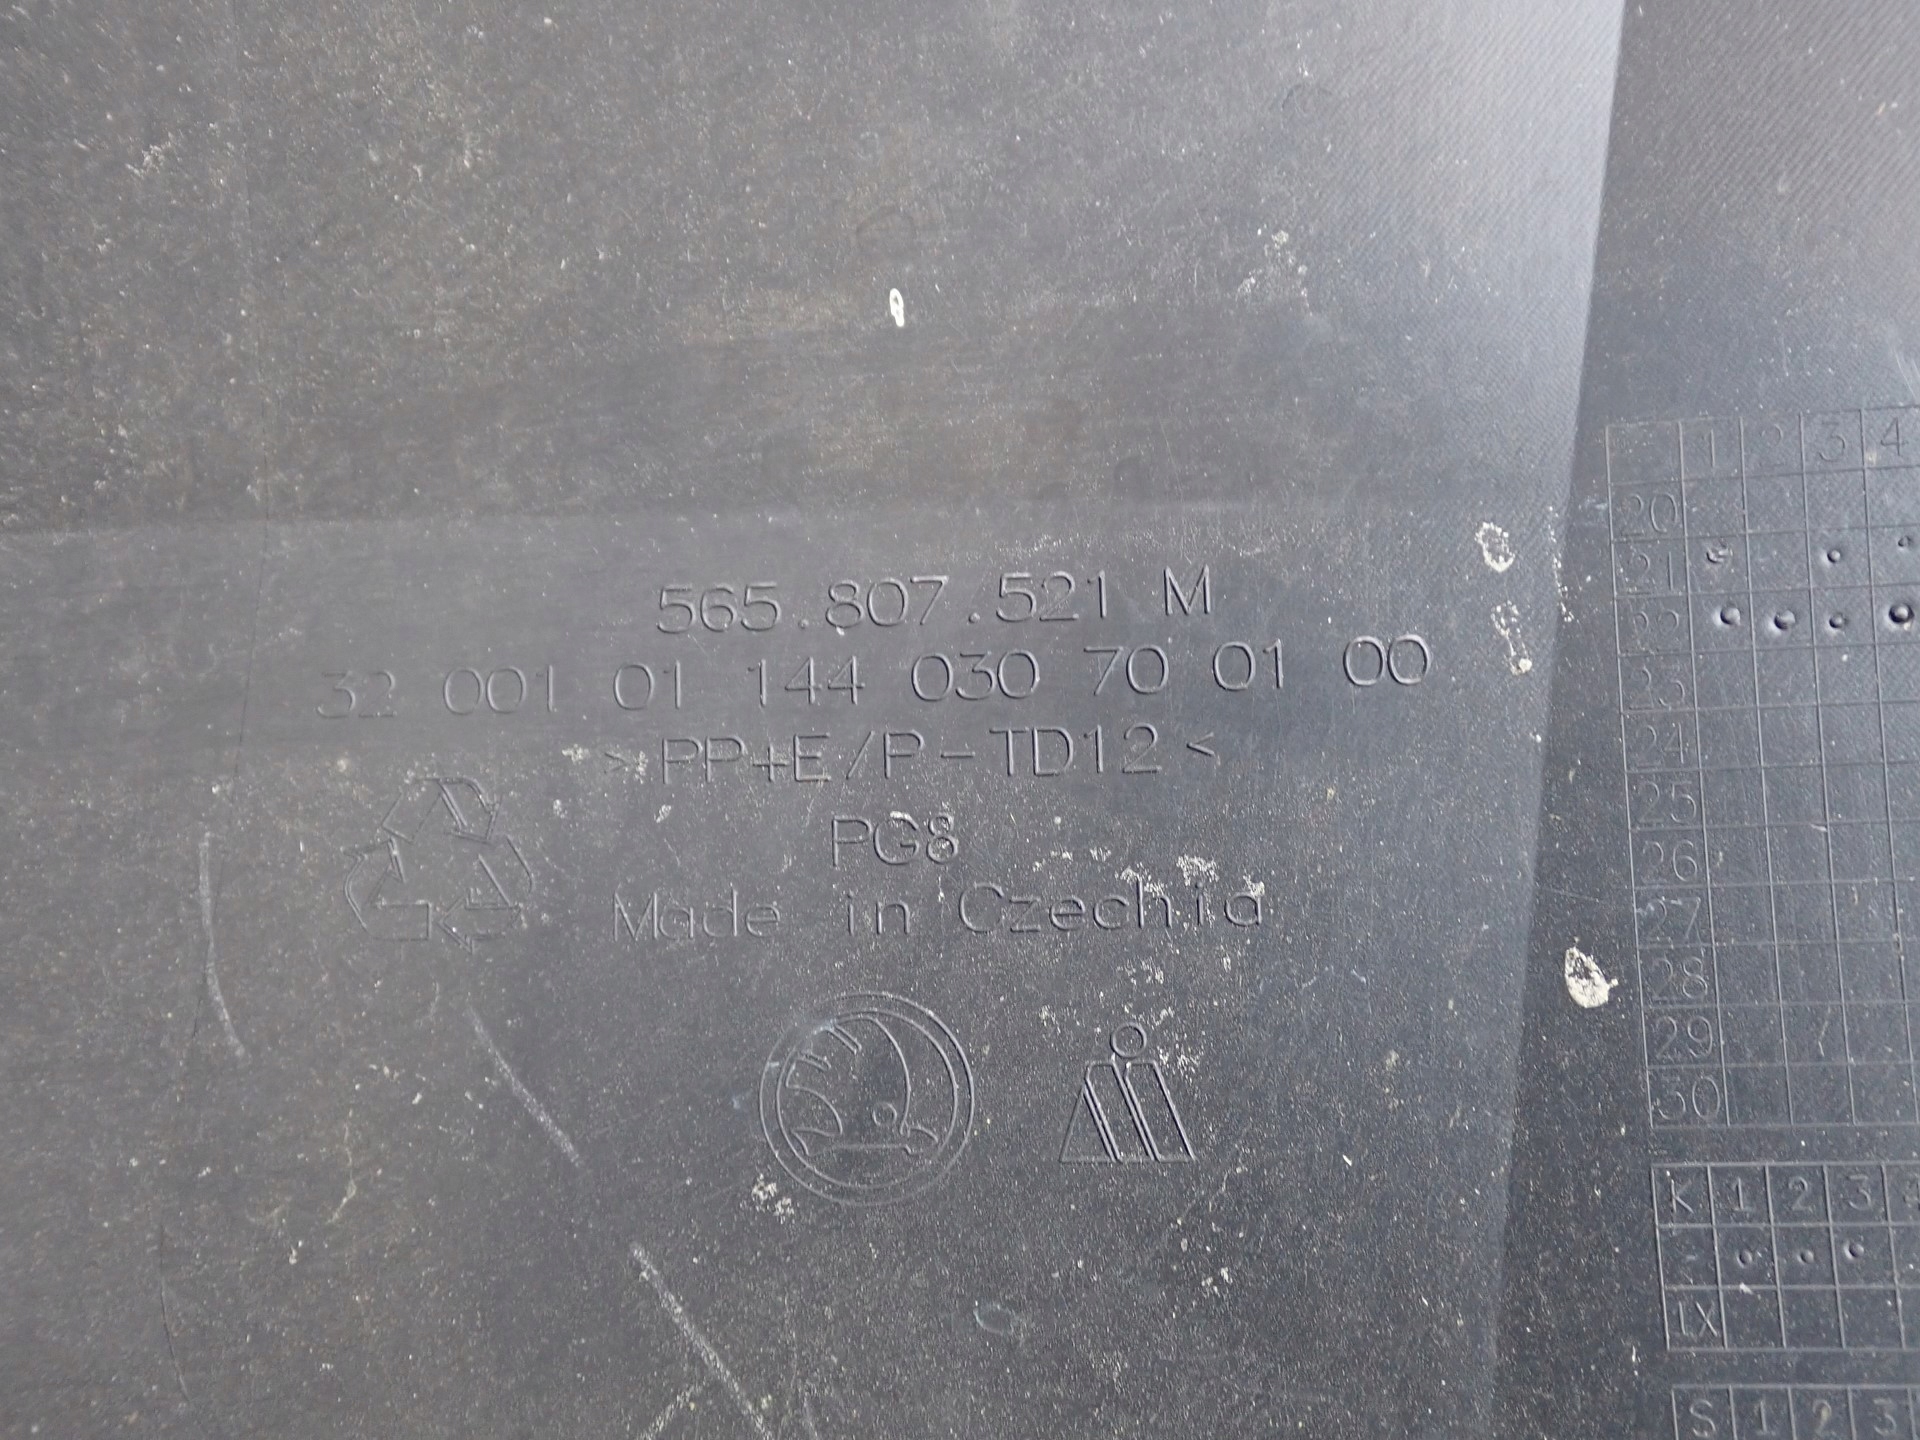 565.807.521 M
32 001 01 144 030 70 01 00
>PP+E/P-TD12<
PG8
Made in Czechia
1 2 3 4
20
21
22
23
24
25
26
27
28
29
30
K 1 2 3
IX
S 1 2 3